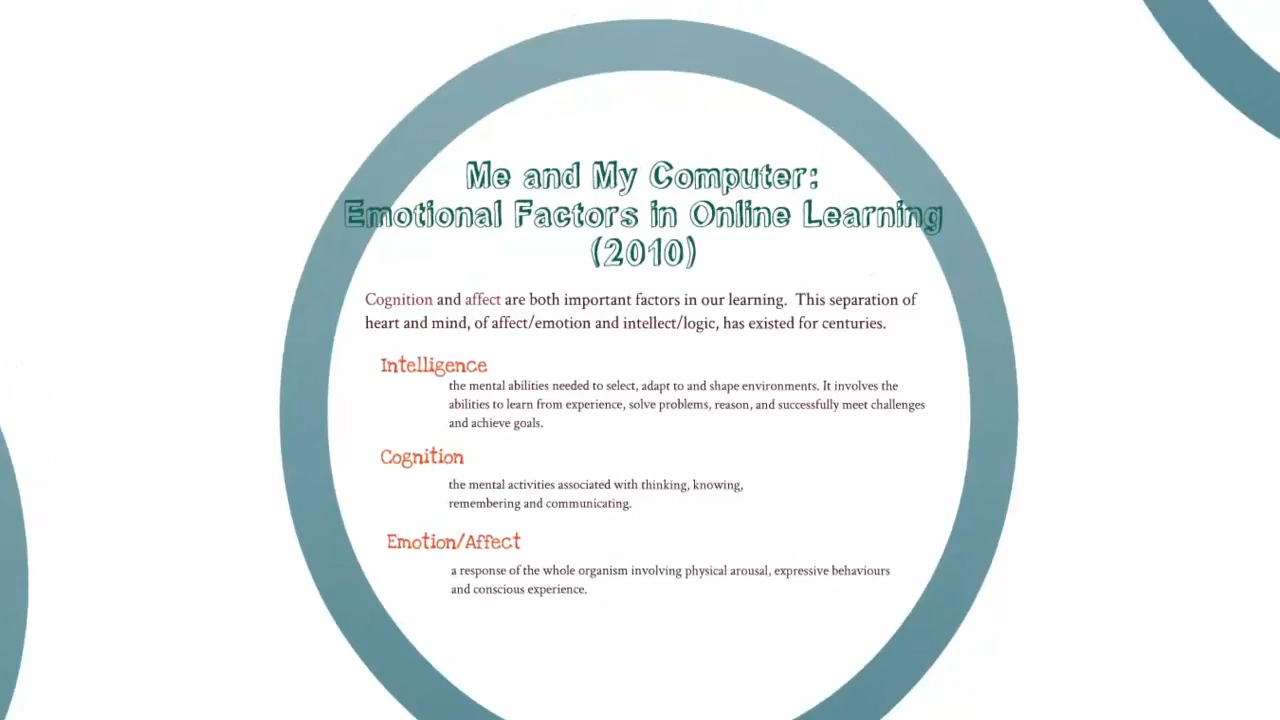 Me and My Computer:
Emotional Factors in Online Learning
(2010)
Cognition and affect are both important factors in our learning.  This separation of
heart and mind, of affect/emotion and intellect/logic, has existed for centuries.
Intelligence
the mental abilities needed to select, adapt to and shape environments. It involves the
abilities to learn from experience, solve problems, reason, and successfully meet challenges
and achieve goals.
Cognition
the mental activities associated with thinking, knowing,
remembering and communicating.
Emotion/Affect
a response of the whole organism involving physical arousal, expressive behaviours
and conscious experience.